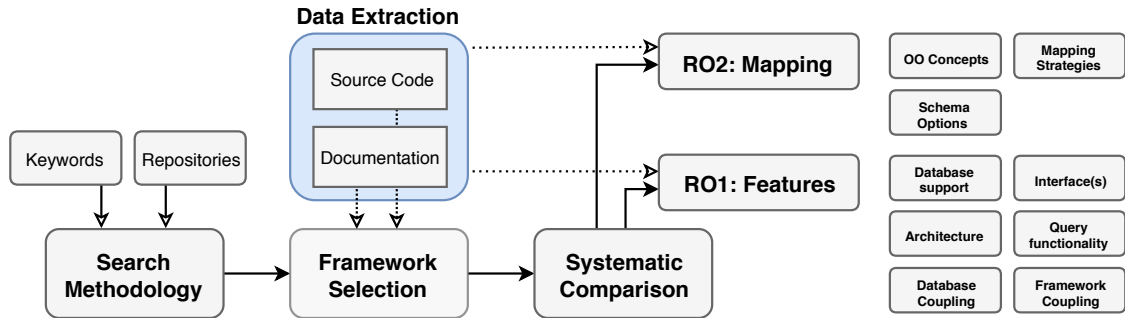 Data Extraction
Source Code
Documentation
Keywords
Repositories
Search
Methodology
Framework
Selection
Systematic
Comparison
RO2: Mapping
RO1: Features
OO Concepts
Mapping
Strategies
Schema
Options
Database
support
Interface(s)
Architecture
Query
functionality
Database
Coupling
Framework
Coupling